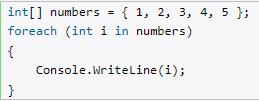 int[] numbers = { 1, 2, 3, 4, 5 };
foreach (int i in numbers)
{
    Console.WriteLine(i);
}